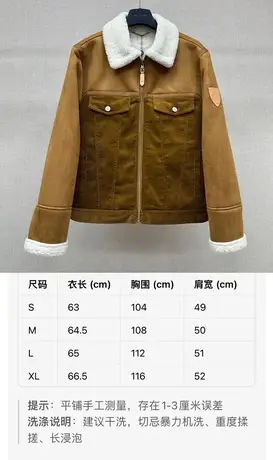 尺码 衣长 (cm) 胸围 (cm) 肩宽 (cm)
S 63 104 49
M 64.5 108 50
L 65 112 51
XL 66.5 116 52
提示：平铺手工测量，存在1-3厘米误差
洗涤说明：建议干洗，切忌暴力机洗、重度揉
搓、长浸泡